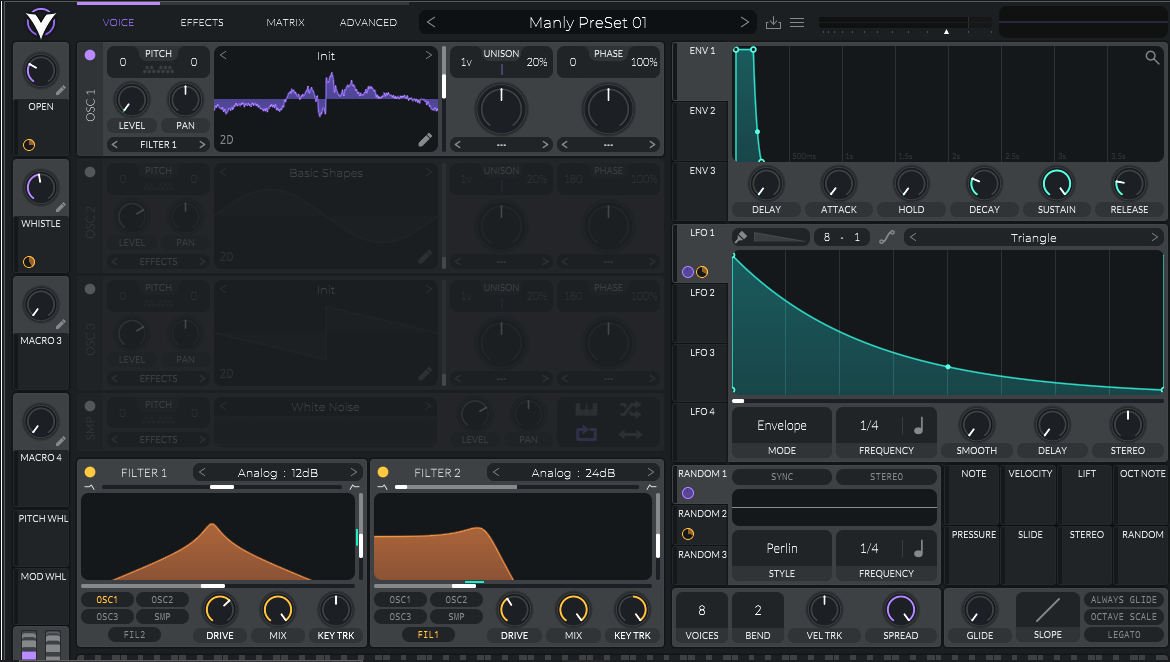 VOICE EFFECTS MATRIX ADVANCED
Manly PreSet 01
OPEN
WHISTLE
MACRO 3
MACRO 4
PITCH WHL
MOD WHL
OSC 1
PITCH
0 0
LEVEL PAN
FILTER 1
Init
2D
UNISON
1v 20%
---
PHASE
0 100%
---
OSC 2
PITCH
0 0
LEVEL PAN
EFFECTS
Basic Shapes
2D
UNISON
1v 20%
---
PHASE
180 100%
---
OSC 3
PITCH
0 0
LEVEL PAN
EFFECTS
Init
2D
UNISON
1v 20%
---
PHASE
180 100%
---
SMP
PITCH
0 0
EFFECTS
White Noise
LEVEL PAN
FILTER 1
Analog : 12dB
OSC1 OSC2
OSC3 SMP
FIL2
DRIVE MIX KEY TRK
FILTER 2
Analog : 24dB
OSC1 OSC2
OSC3 SMP
FIL1
DRIVE MIX KEY TRK
ENV 1
ENV 2
ENV 3
500ms 1s 1.5s 2s 2.5s 3s 3.5s
DELAY ATTACK HOLD DECAY SUSTAIN RELEASE
LFO 1
LFO 2
LFO 3
LFO 4
8 - 1
Triangle
Envelope
MODE
1/4
FREQUENCY
SMOOTH DELAY STEREO
RANDOM 1
RANDOM 2
RANDOM 3
SYNC STEREO
Perlin
STYLE
1/4
FREQUENCY
NOTE VELOCITY LIFT OCT NOTE
PRESSURE SLIDE STEREO RANDOM
8
VOICES
2
BEND
VEL TRK SPREAD
GLIDE SLOPE
ALWAYS GLIDE
OCTAVE SCALE
LEGATO